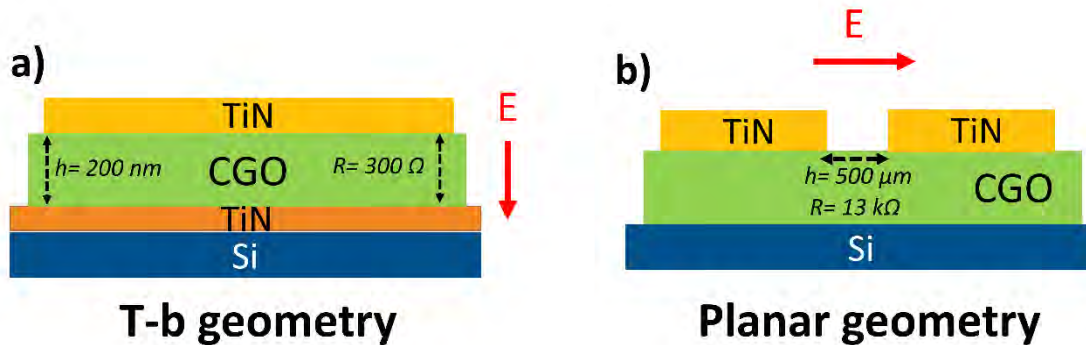 a)
TiN
h= 200 nm
CGO
R= 300 Ω
E
TiN
Si
T-b geometry
b)
E
TiN
TiN
h= 500 μm
R= 13 kΩ
CGO
Si
Planar geometry